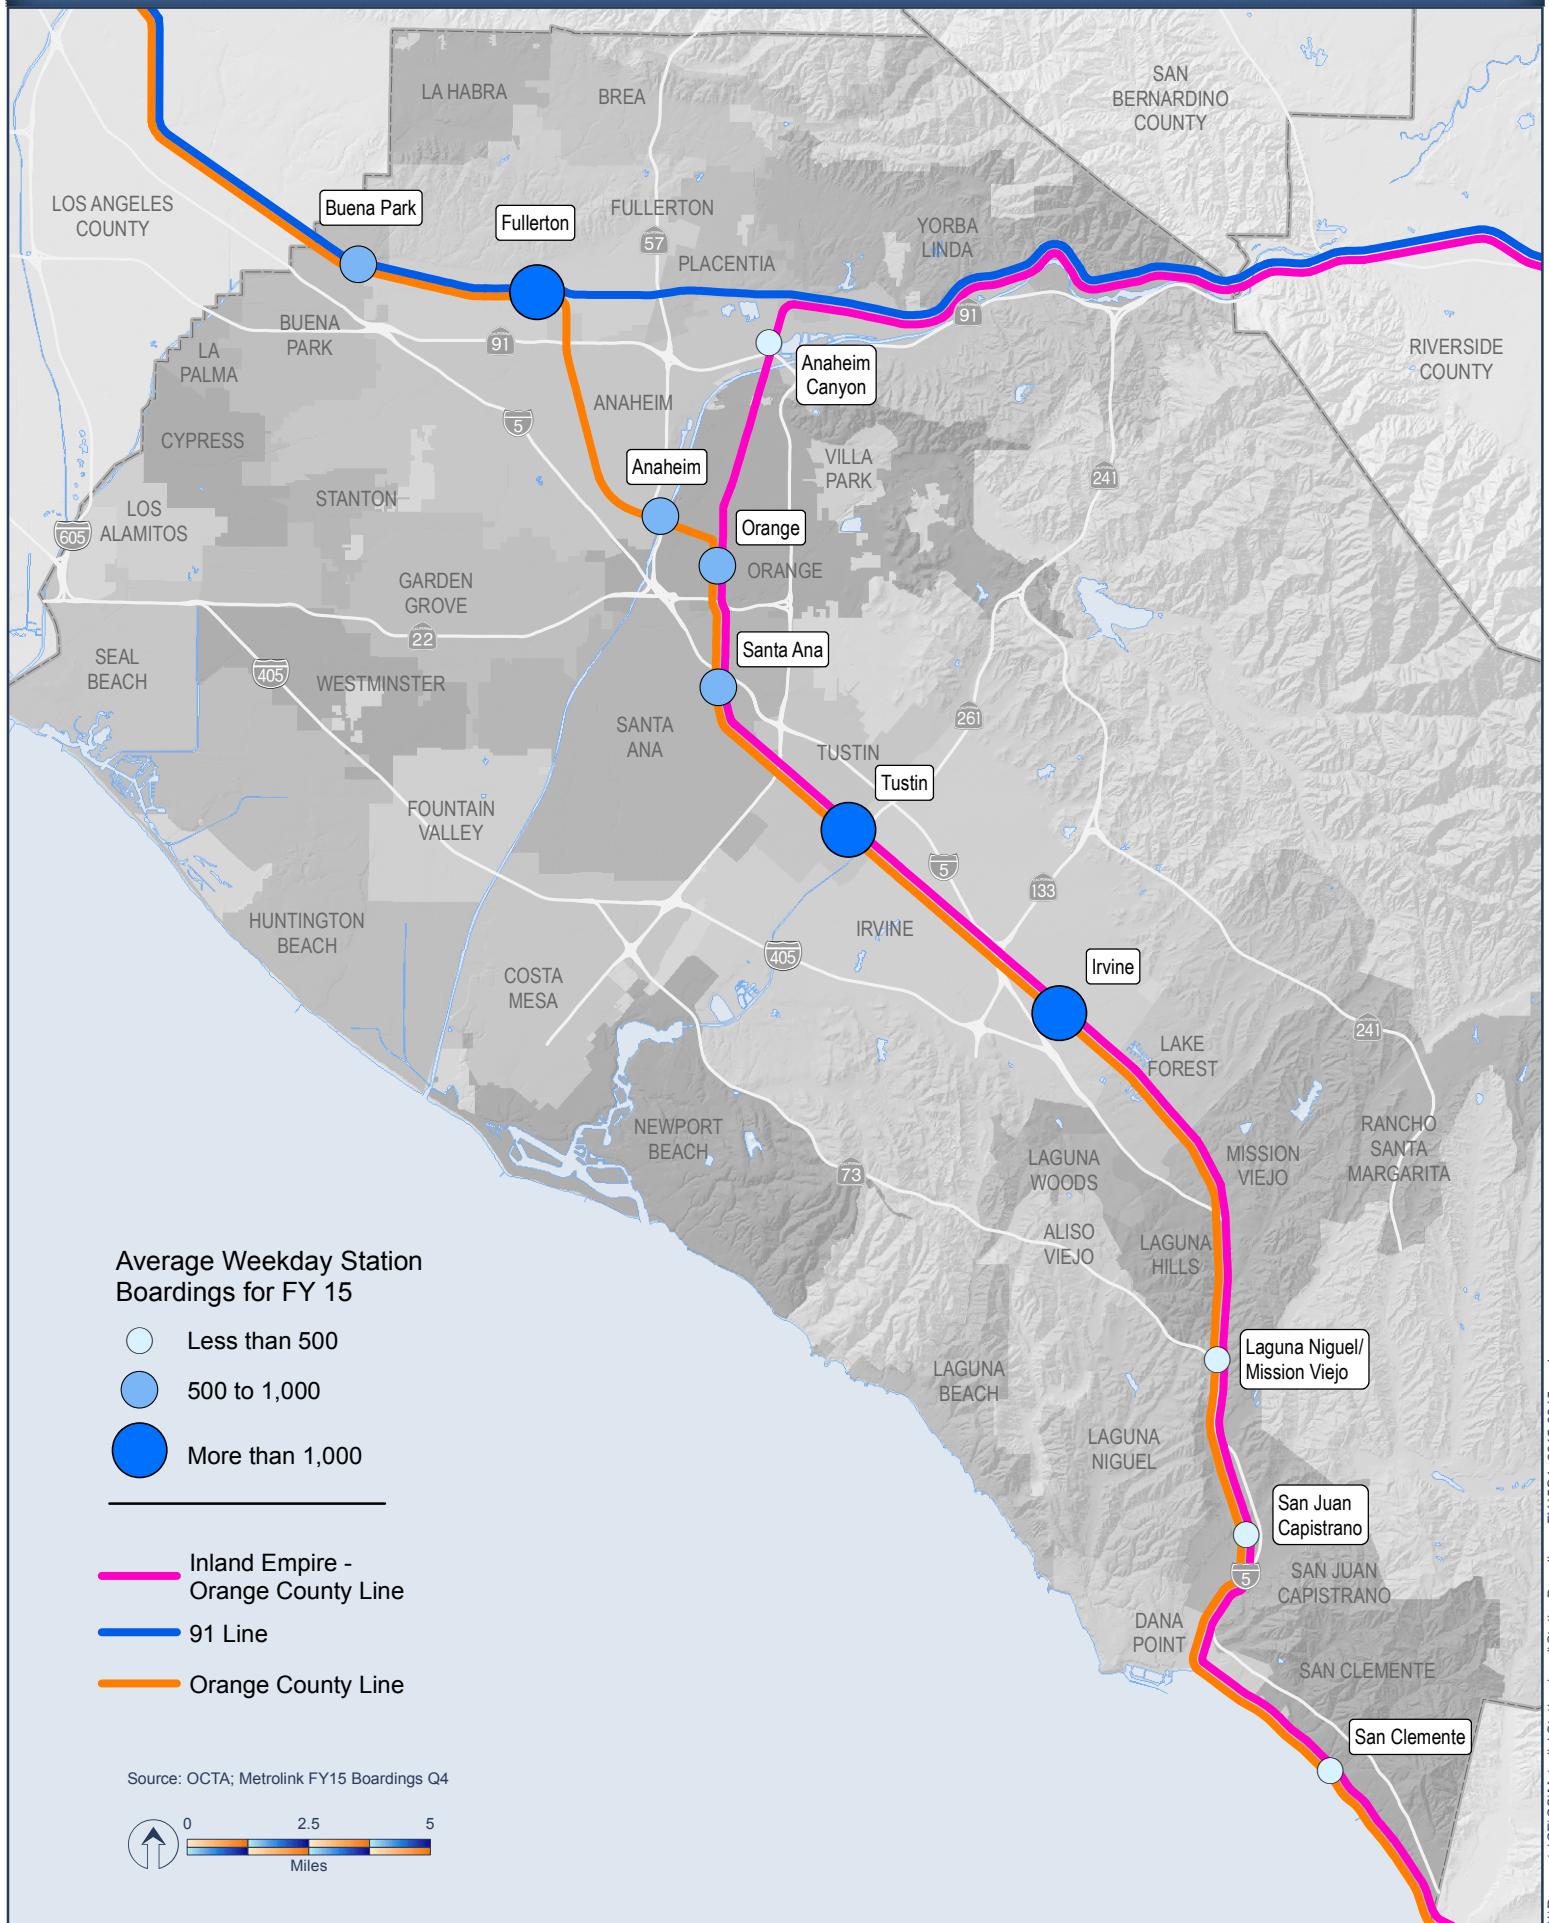 LA HABRA
BREA
SAN
BERNARDINO
COUNTY
LOS ANGELES
COUNTY
Buena Park
Fullerton
FULLERTON
57
PLACENTIA
YORBA
LINDA
BUENA
PARK
LA
PALMA
91
91
Anaheim
Canyon
RIVERSIDE
COUNTY
ANAHEIM
5
CYPRESS
Anaheim
VILLA
PARK
241
STANTON
LOS
ALAMITOS
605
Orange
ORANGE
GARDEN
GROVE
22
Santa Ana
SEAL
BEACH
405
WESTMINSTER
SANTA
ANA
261
TUSTIN
Tustin
FOUNTAIN
VALLEY
5
133
HUNTINGTON
BEACH
IRVINE
405
COSTA
MESA
Irvine
LAKE
FOREST
241
NEWPORT
BEACH
73
LAGUNA
WOODS
MISSION
VIEJO
RANCHO
SANTA
MARGARITA
ALISO
VIEJO
LAGUNA
HILLS
Laguna Niguel/
Mission Viejo
LAGUNA
BEACH
LAGUNA
NIGUEL
San Juan
Capistrano
5
SAN JUAN
CAPISTRANO
DANA
POINT
SAN CLEMENTE
San Clemente
Average Weekday Station
Boardings for FY 15
Less than 500
500 to 1,000
More than 1,000
Inland Empire -
Orange County Line
91 Line
Orange County Line
Source: OCTA; Metrolink FY15 Boardings Q4
0 2.5 5
Miles